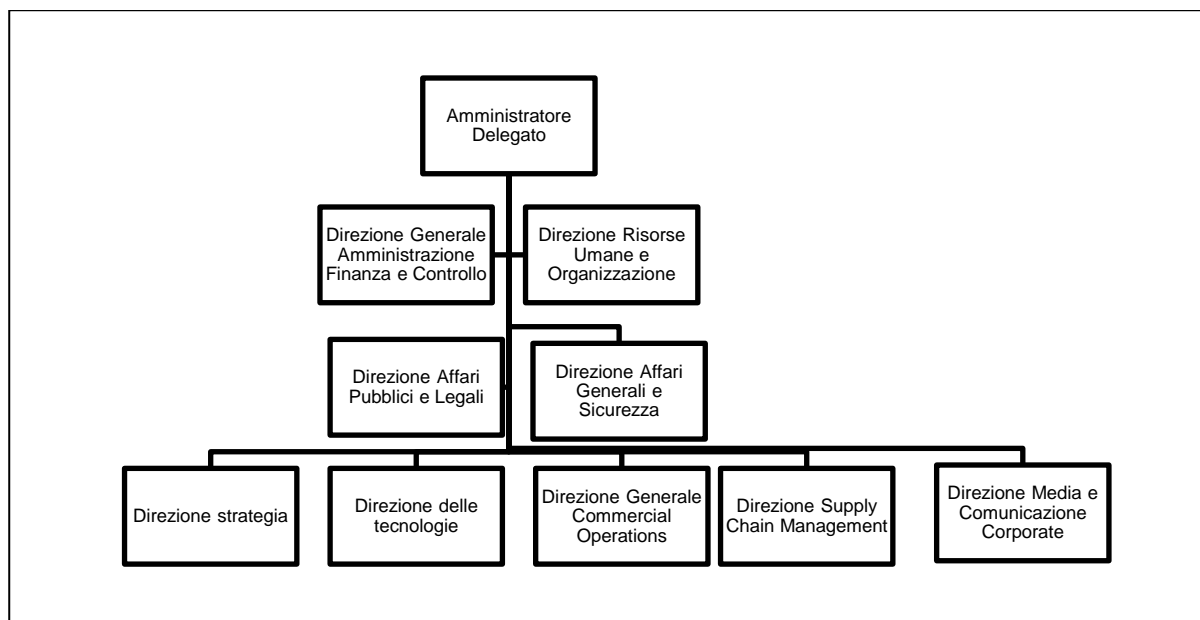 Amministratore
Delegato
Direzione Generale
Amministrazione
Finanza e Controllo
Direzione Risorse
Umane e
Organizzazione
Direzione Affari
Pubblici e Legali
Direzione Affari
Generali e
Sicurezza
Direzione strategia
Direzione delle
tecnologie
Direzione Generale
Commercial
Operations
Direzione Supply
Chain Management
Direzione Media e
Comunicazione
Corporate